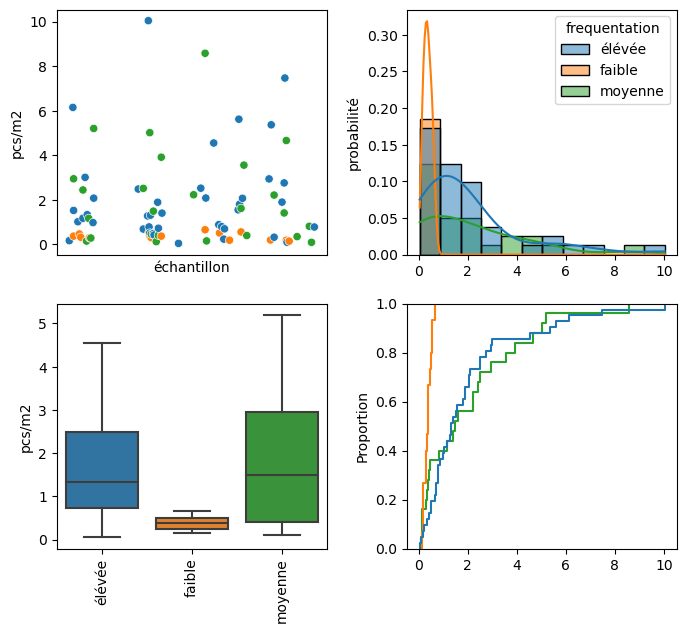 pcs/m2
10
8
6
4
2
0
échantillon
probabilité
0.30
0.25
0.20
0.15
0.10
0.05
0.00
0 2 4 6 8 10
frequentation
élévée
faible
moyenne
pcs/m2
5
4
3
2
1
0
élévée
faible
moyenne
Proportion
1.0
0.8
0.6
0.4
0.2
0.0
0 2 4 6 8 10